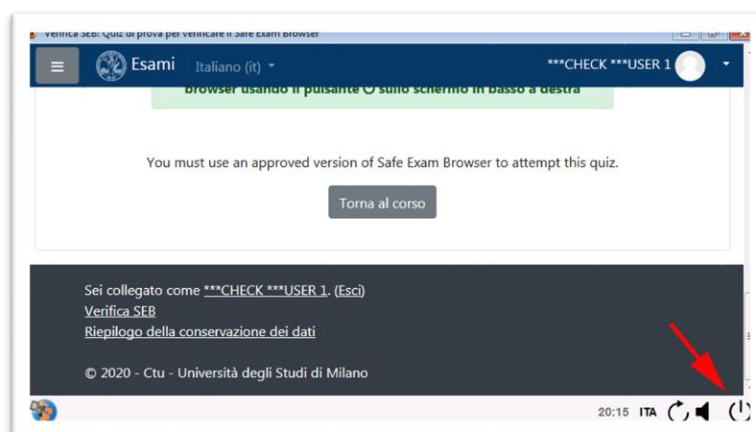 Verifica SEB: Quiz di prova per verificare il Safe Exam Browser
Esami Italiano (it) ***CHECK ***USER 1
browser usando il pulsante sullo schermo in basso a destra
You must use an approved version of Safe Exam Browser to attempt this quiz.
Torna al corso
Sei collegato come ***CHECK ***USER 1. (Esci)
Verifica SEB
Riepilogo della conservazione dei dati
© 2020 - Ctu - Università degli Studi di Milano
20:15 ITA